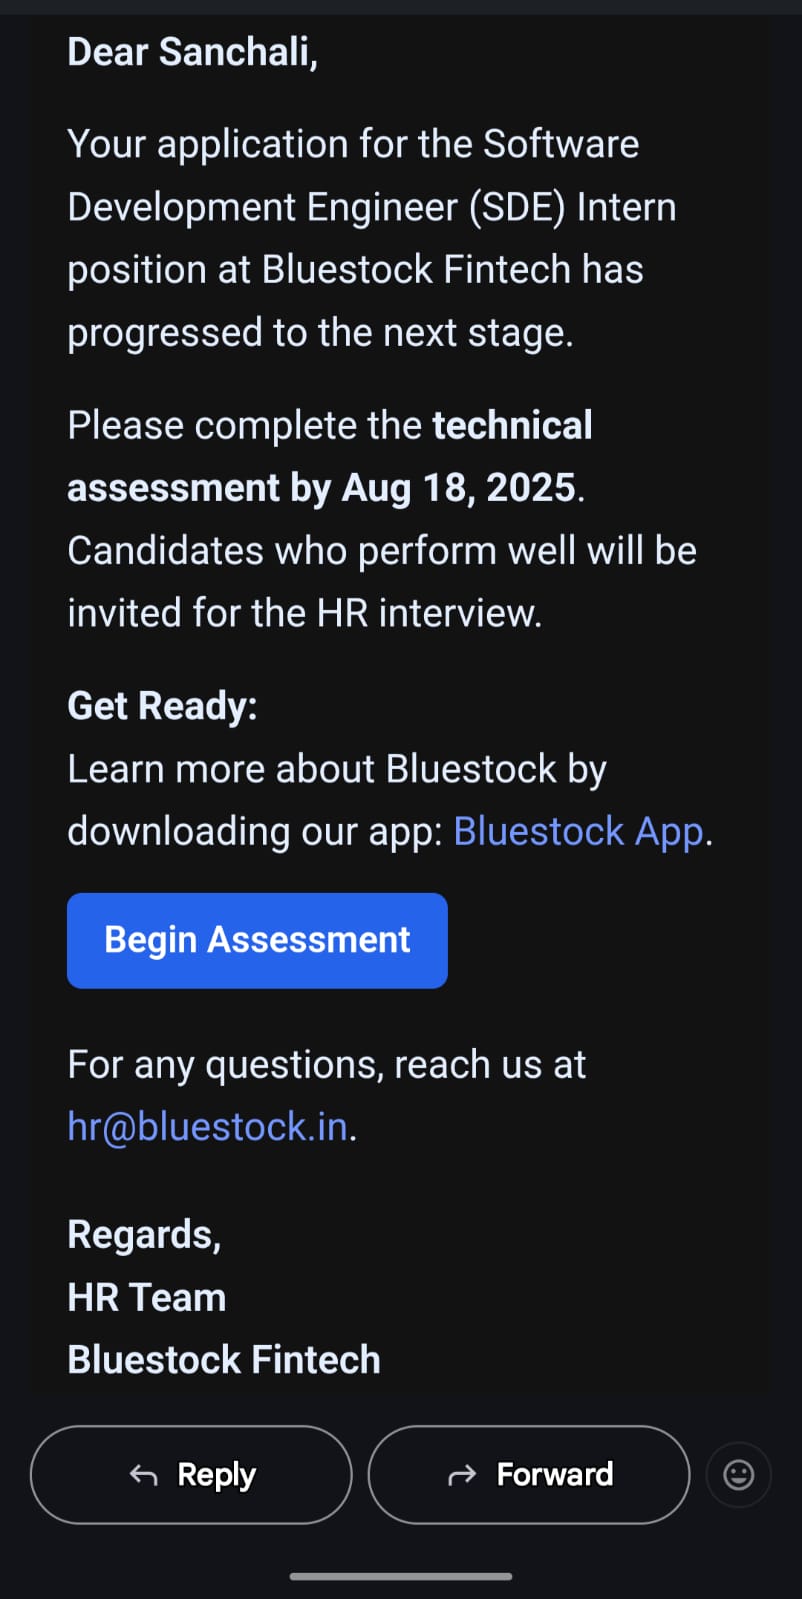 Dear Sanchali,
Your application for the Software
Development Engineer (SDE) Intern
position at Bluestock Fintech has
progressed to the next stage.
Please complete the technical
assessment by Aug 18, 2025.
Candidates who perform well will be
invited for the HR interview.
Get Ready:
Learn more about Bluestock by
downloading our app: Bluestock App.
Begin Assessment
For any questions, reach us at
hr@bluestock.in.
Regards,
HR Team
Bluestock Fintech
Reply
Forward